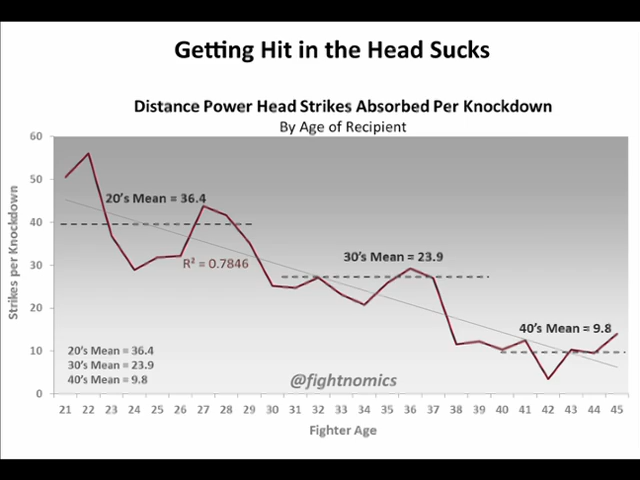 Getting Hit in the Head Sucks
Distance Power Head Strikes Absorbed Per Knockdown
By Age of Recipient
Strikes per Knockdown
60
50
40
30
20
10
0
20's Mean = 36.4
R² = 0.7846
30's Mean = 23.9
40's Mean = 9.8
20's Mean = 36.4
30's Mean = 23.9
40's Mean = 9.8
@fightnomics
21 22 23 24 25 26 27 28 29 30 31 32 33 34 35 36 37 38 39 40 41 42 43 44 45
Fighter Age